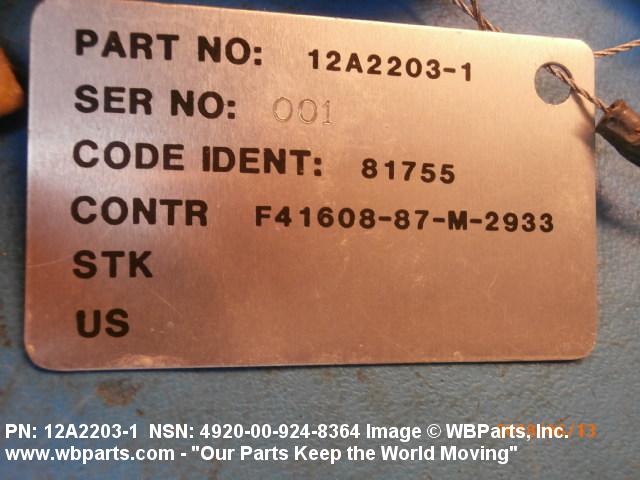 PART NO: 12A2203-1
SER NO: 001
CODE IDENT: 81755
CONTR F41608-87-M-2933
STK
US
PN: 12A2203-1 NSN: 4920-00-924-8364 Image © WBParts, Inc.
www.wbparts.com - "Our Parts Keep the World Moving"